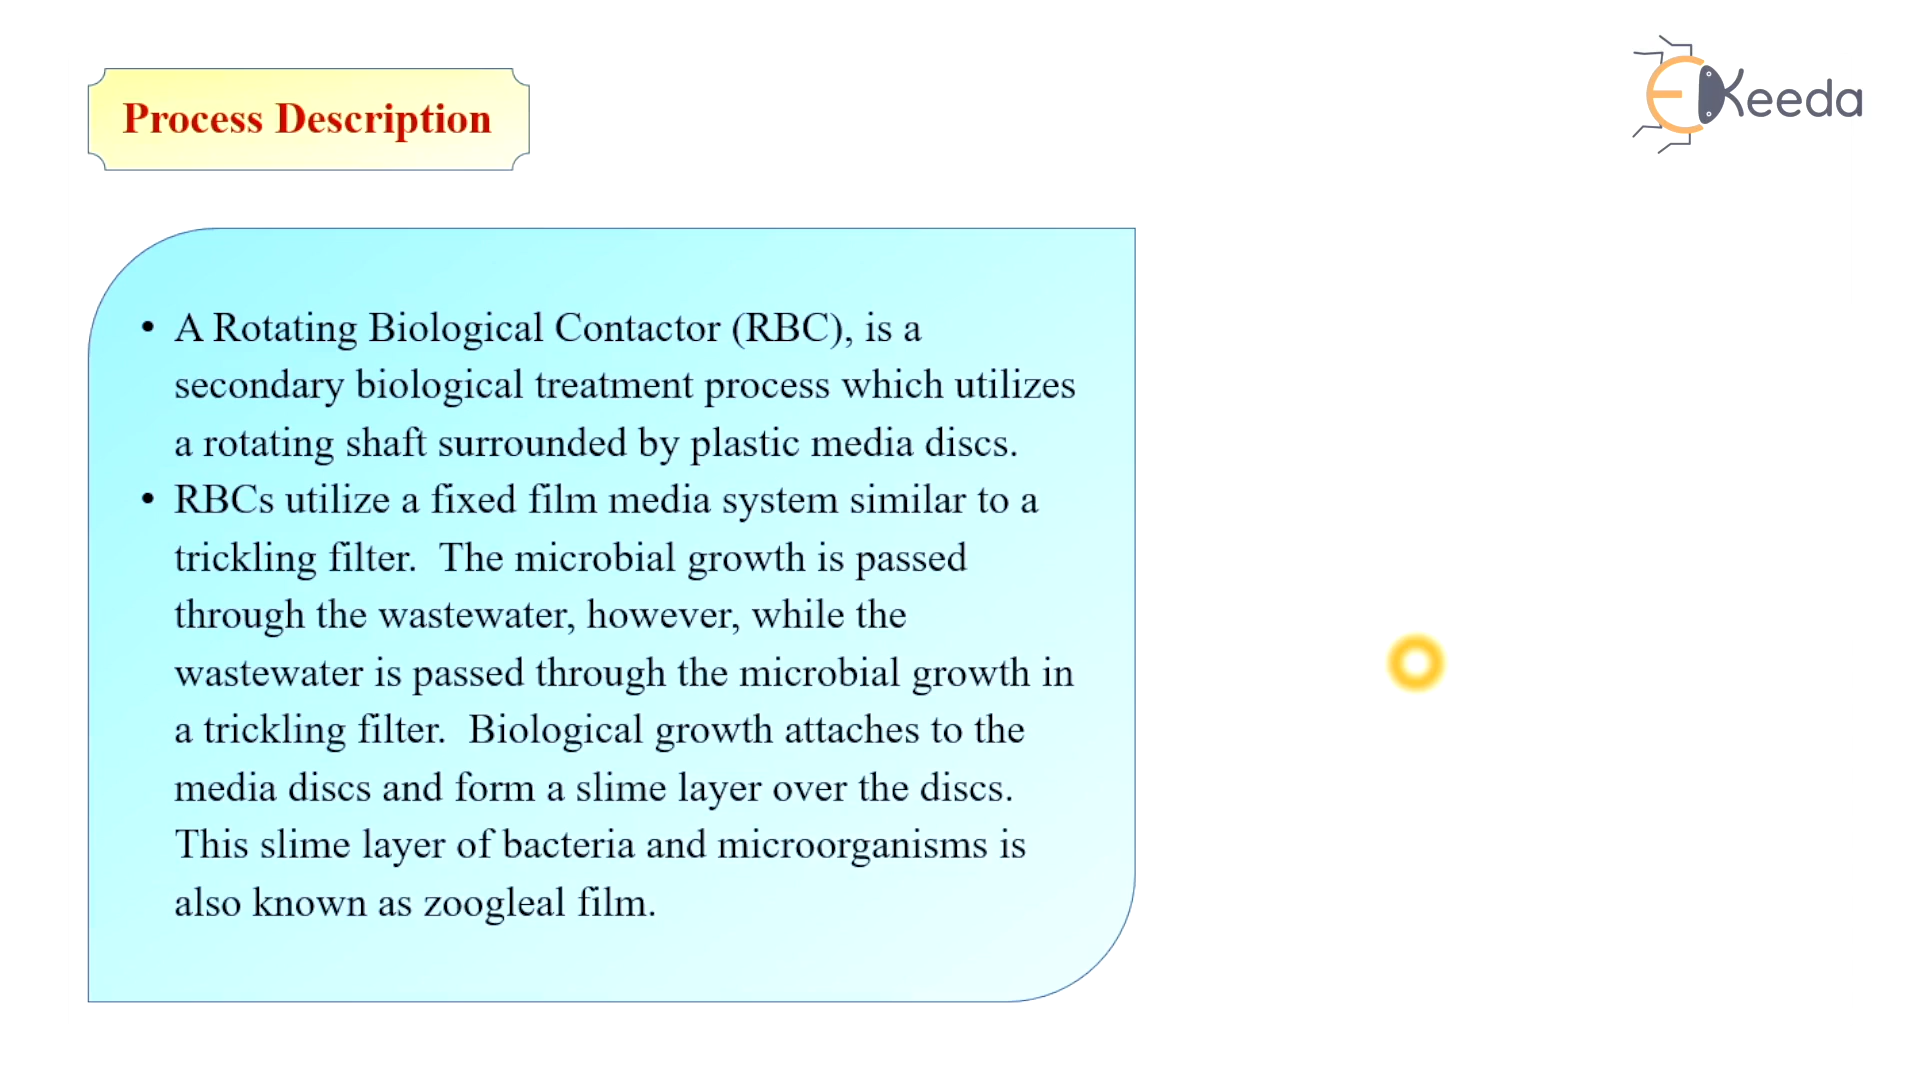 Process Description
EKeeda
• A Rotating Biological Contactor (RBC), is a
secondary biological treatment process which utilizes
a rotating shaft surrounded by plastic media discs.
• RBCs utilize a fixed film media system similar to a
trickling filter.  The microbial growth is passed
through the wastewater, however, while the
wastewater is passed through the microbial growth in
a trickling filter.  Biological growth attaches to the
media discs and form a slime layer over the discs.
This slime layer of bacteria and microorganisms is
also known as zoogleal film.